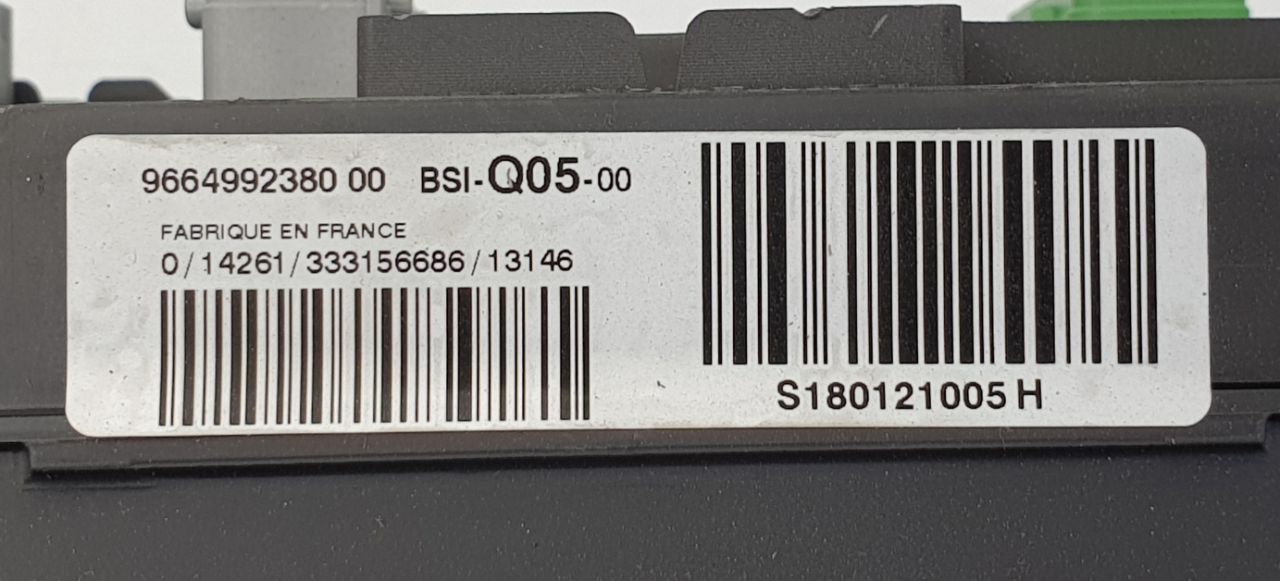 9664992380 00 BSI-Q05-00
FABRIQUE EN FRANCE
0/14261/333156686/13146
S180121005 H